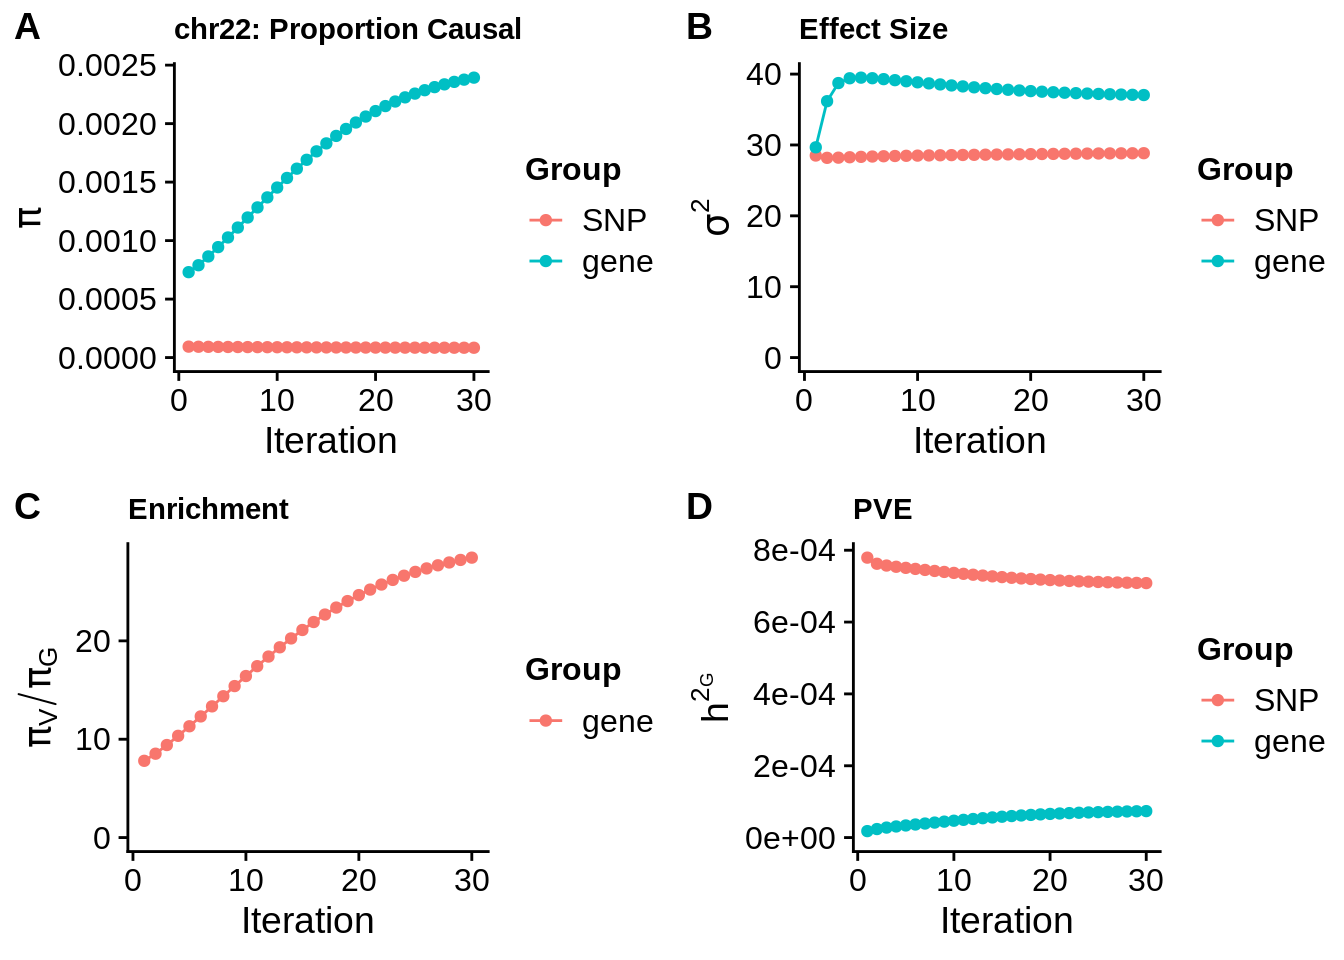 A
chr22: Proportion Causal
0.0025
0.0020
0.0015
0.0010
0.0005
0.0000
π
0 10 20 30
Iteration
Group
SNP
gene
B
Effect Size
40
30
20
10
0
σ²
0 10 20 30
Iteration
Group
SNP
gene
C
Enrichment
20
10
0
πV/πG
0 10 20 30
Iteration
Group
gene
D
PVE
8e-04
6e-04
4e-04
2e-04
0e+00
h²G
0 10 20 30
Iteration
Group
SNP
gene